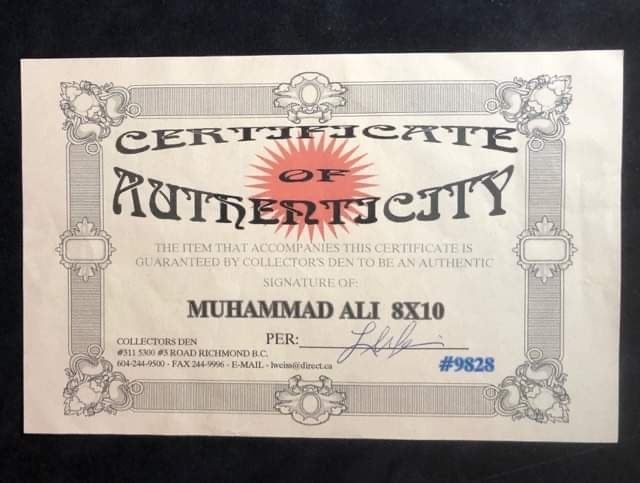 CERTIFICATE
OF
AUTHENTICITY
THE ITEM THAT ACCOMPANIES THIS CERTIFICATE IS
GUARANTEED BY COLLECTOR'S DEN TO BE AN AUTHENTIC
SIGNATURE OF:
MUHAMMAD ALI 8X10
COLLECTORS DEN PER:
#311 5300 #3 ROAD RICHMOND B.C.
604-244-9500 - FAX 244-9996 - E-MAIL - lweiss@direct.ca
#9828